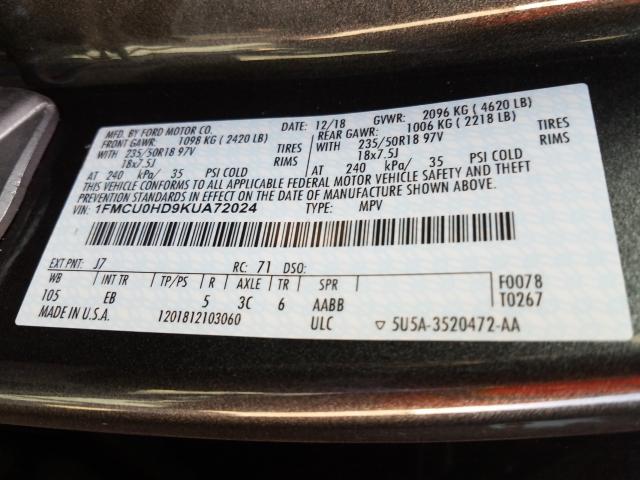 MFD. BY FORD MOTOR CO. DATE: 12/18 GVWR: 2096 KG ( 4620 LB)
FRONT GAWR: 1098 KG ( 2420 LB) REAR GAWR: 1006 KG ( 2218 LB)
WITH 235/50R18 97V TIRES WITH 235/50R18 97V TIRES
18x7.5J RIMS 18x7.5J RIMS
AT 240 kPa/ 35 PSI COLD AT 240 kPa/ 35 PSI COLD
THIS VEHICLE CONFORMS TO ALL APPLICABLE FEDERAL MOTOR VEHICLE SAFETY AND THEFT
PREVENTION STANDARDS IN EFFECT ON THE DATE OF MANUFACTURE SHOWN ABOVE.
VIN: 1FMCU0HD9KUA72024 TYPE: MPV
EXT PNT: J7 RC: 71 DSO:
WB INT TR TP/PS R AXLE TR SPR F0078
105 EB 5 3C 6 AABB T0267
MADE IN U.S.A. 1201812103060 ULC ▽ 5U5A-3520472-AA